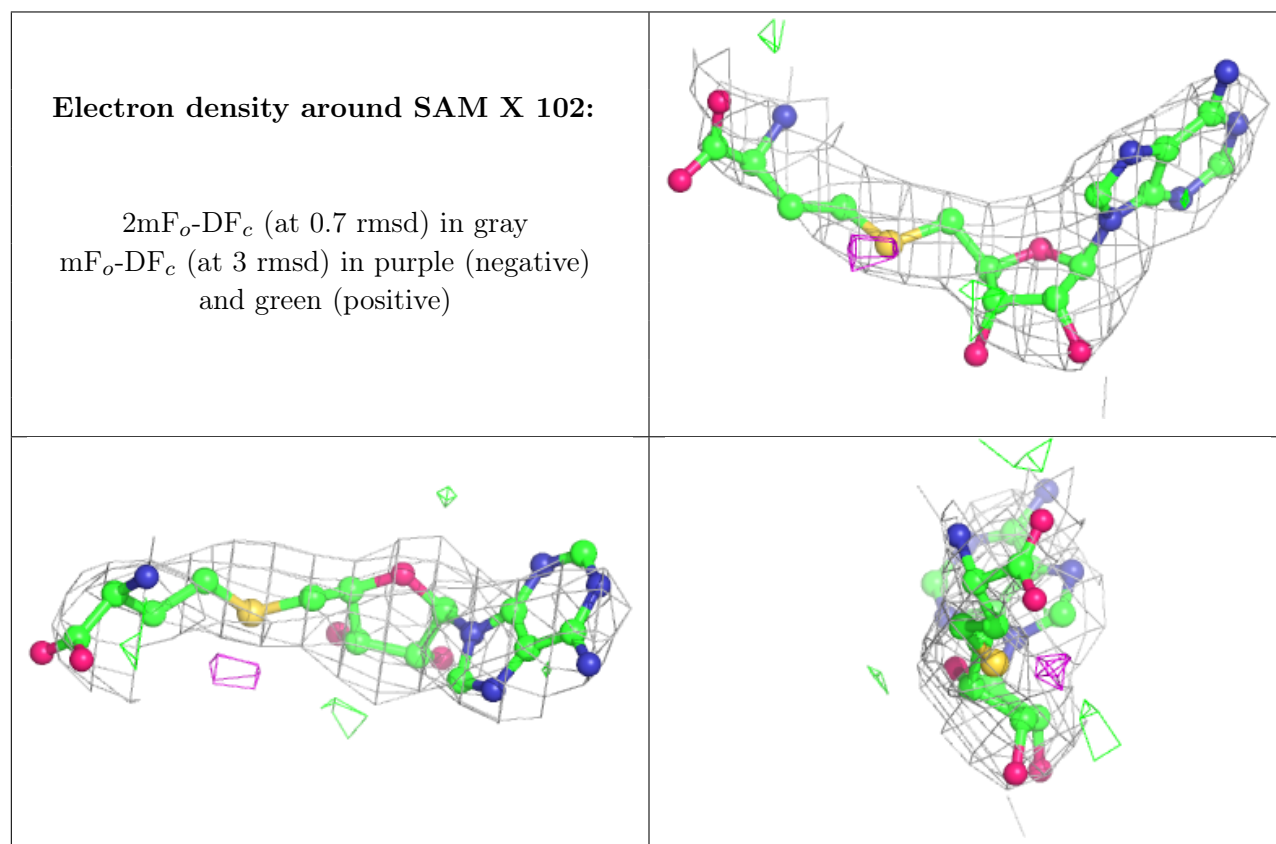 Electron density around SAM X 102:
2mFo-DFc (at 0.7 rmsd) in gray
mFo-DFc (at 3 rmsd) in purple (negative)
and green (positive)